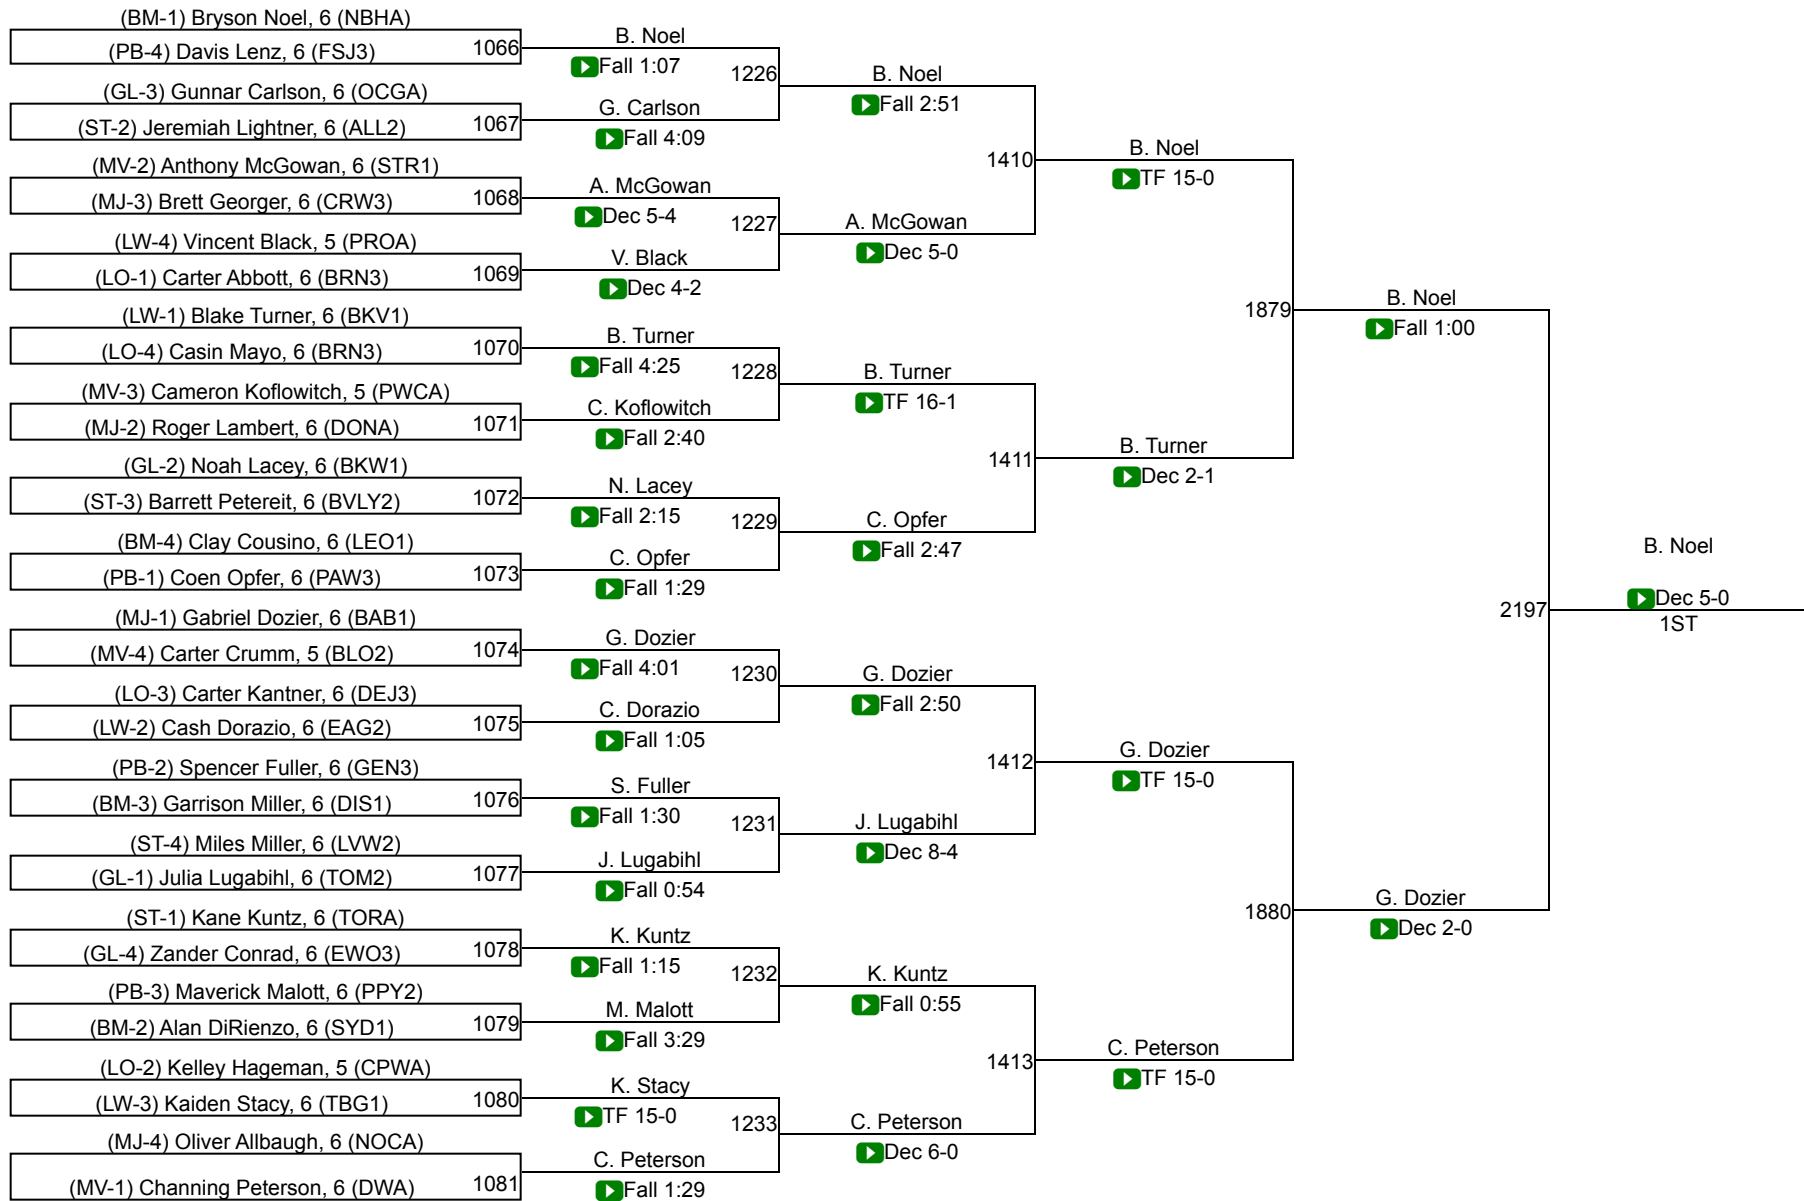 (BM-1) Bryson Noel, 6 (NBHA)
(PB-4) Davis Lenz, 6 (FSJ3)
1066
(GL-3) Gunnar Carlson, 6 (OCGA)
(ST-2) Jeremiah Lightner, 6 (ALL2)
1067
(MV-2) Anthony McGowan, 6 (STR1)
(MJ-3) Brett Georger, 6 (CRW3)
1068
(LW-4) Vincent Black, 5 (PROA)
(LO-1) Carter Abbott, 6 (BRN3)
1069
(LW-1) Blake Turner, 6 (BKV1)
(LO-4) Casin Mayo, 6 (BRN3)
1070
(MV-3) Cameron Koflowitch, 5 (PWCA)
(MJ-2) Roger Lambert, 6 (DONA)
1071
(GL-2) Noah Lacey, 6 (BKW1)
(ST-3) Barrett Petereit, 6 (BVLY2)
1072
(BM-4) Clay Cousino, 6 (LEO1)
(PB-1) Coen Opfer, 6 (PAW3)
1073
(MJ-1) Gabriel Dozier, 6 (BAB1)
(MV-4) Carter Crumm, 5 (BLO2)
1074
(LO-3) Carter Kantner, 6 (DEJ3)
(LW-2) Cash Dorazio, 6 (EAG2)
1075
(PB-2) Spencer Fuller, 6 (GEN3)
(BM-3) Garrison Miller, 6 (DIS1)
1076
(ST-4) Miles Miller, 6 (LVW2)
(GL-1) Julia Lugabihl, 6 (TOM2)
1077
(ST-1) Kane Kuntz, 6 (TORA)
(GL-4) Zander Conrad, 6 (EWO3)
1078
(PB-3) Maverick Malott, 6 (PPY2)
(BM-2) Alan DiRienzo, 6 (SYD1)
1079
(LO-2) Kelley Hageman, 5 (CPWA)
(LW-3) Kaiden Stacy, 6 (TBG1)
1080
(MJ-4) Oliver Allbaugh, 6 (NOCA)
(MV-1) Channing Peterson, 6 (DWA)
1081
B. Noel
Fall 1:07
1226
G. Carlson
Fall 4:09
A. McGowan
Dec 5-4
1227
V. Black
Dec 4-2
B. Turner
Fall 4:25
1228
C. Koflowitch
Fall 2:40
N. Lacey
Fall 2:15
1229
C. Opfer
Fall 1:29
G. Dozier
Fall 4:01
1230
C. Dorazio
Fall 1:05
S. Fuller
Fall 1:30
1231
J. Lugabihl
Fall 0:54
K. Kuntz
Fall 1:15
1232
M. Malott
Fall 3:29
K. Stacy
TF 15-0
1233
C. Peterson
Fall 1:29
B. Noel
Fall 2:51
1410
A. McGowan
Dec 5-0
B. Turner
TF 16-1
1411
C. Opfer
Fall 2:47
G. Dozier
Fall 2:50
1412
J. Lugabihl
Dec 8-4
K. Kuntz
Fall 0:55
1413
C. Peterson
Dec 6-0
B. Noel
TF 15-0
1879
B. Turner
Dec 2-1
G. Dozier
TF 15-0
1880
C. Peterson
TF 15-0
B. Noel
Fall 1:00
2197
G. Dozier
Dec 2-0
B. Noel
Dec 5-0
1ST